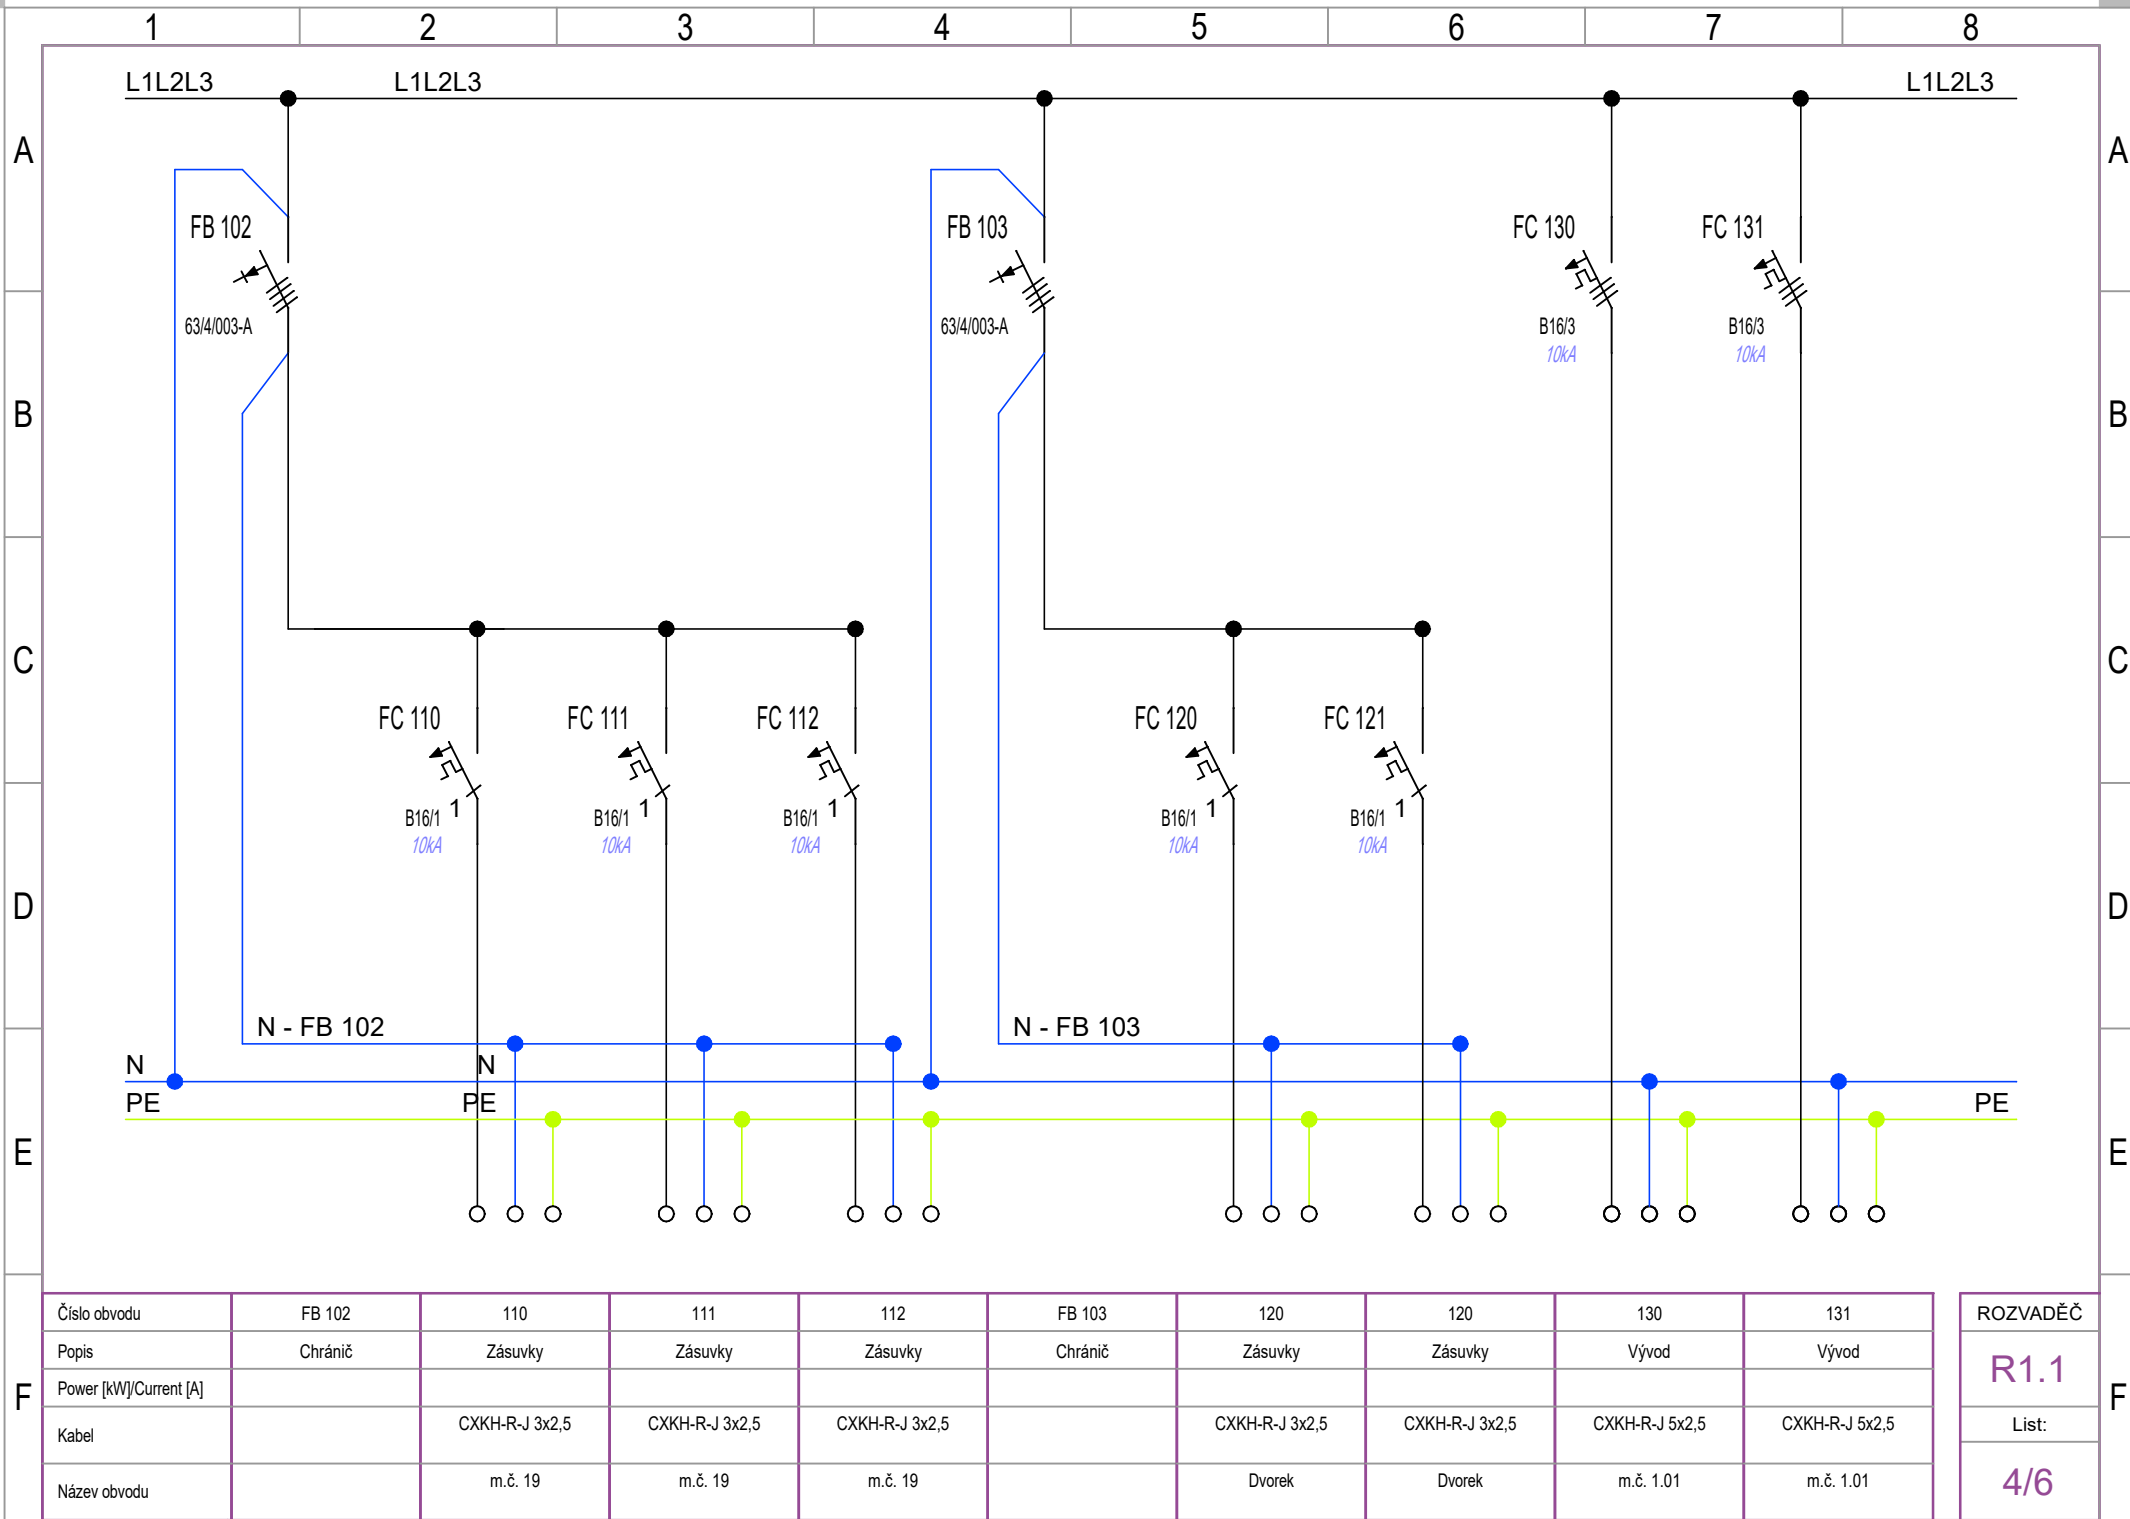 1 2 3 4 5 6 7 8
L1L2L3 L1L2L3 L1L2L3
A A
FB 102 FB 103 FC 130 FC 131
63/4/003-A 63/4/003-A B16/3 B16/3
10kA 10kA
B B
C C
FC 110 FC 111 FC 112 FC 120 FC 121
B16/1 1 B16/1 1 B16/1 1 B16/1 1 B16/1 1
10kA 10kA 10kA 10kA 10kA
D D
N - FB 102 N - FB 103
N N
PE PE PE
E E
Číslo obvodu FB 102 110 111 112 FB 103 120 120 130 131
Popis Chránič Zásuvky Zásuvky Zásuvky Chránič Zásuvky Zásuvky Vývod Vývod
Power [kW]/Current [A]
Kabel CXKH-R-J 3x2,5 CXKH-R-J 3x2,5 CXKH-R-J 3x2,5 CXKH-R-J 3x2,5 CXKH-R-J 3x2,5 CXKH-R-J 5x2,5 CXKH-R-J 5x2,5
Název obvodu m.č. 19 m.č. 19 m.č. 19 Dvorek Dvorek m.č. 1.01 m.č. 1.01
F F
ROZVADĚČ
R1.1
List:
4/6